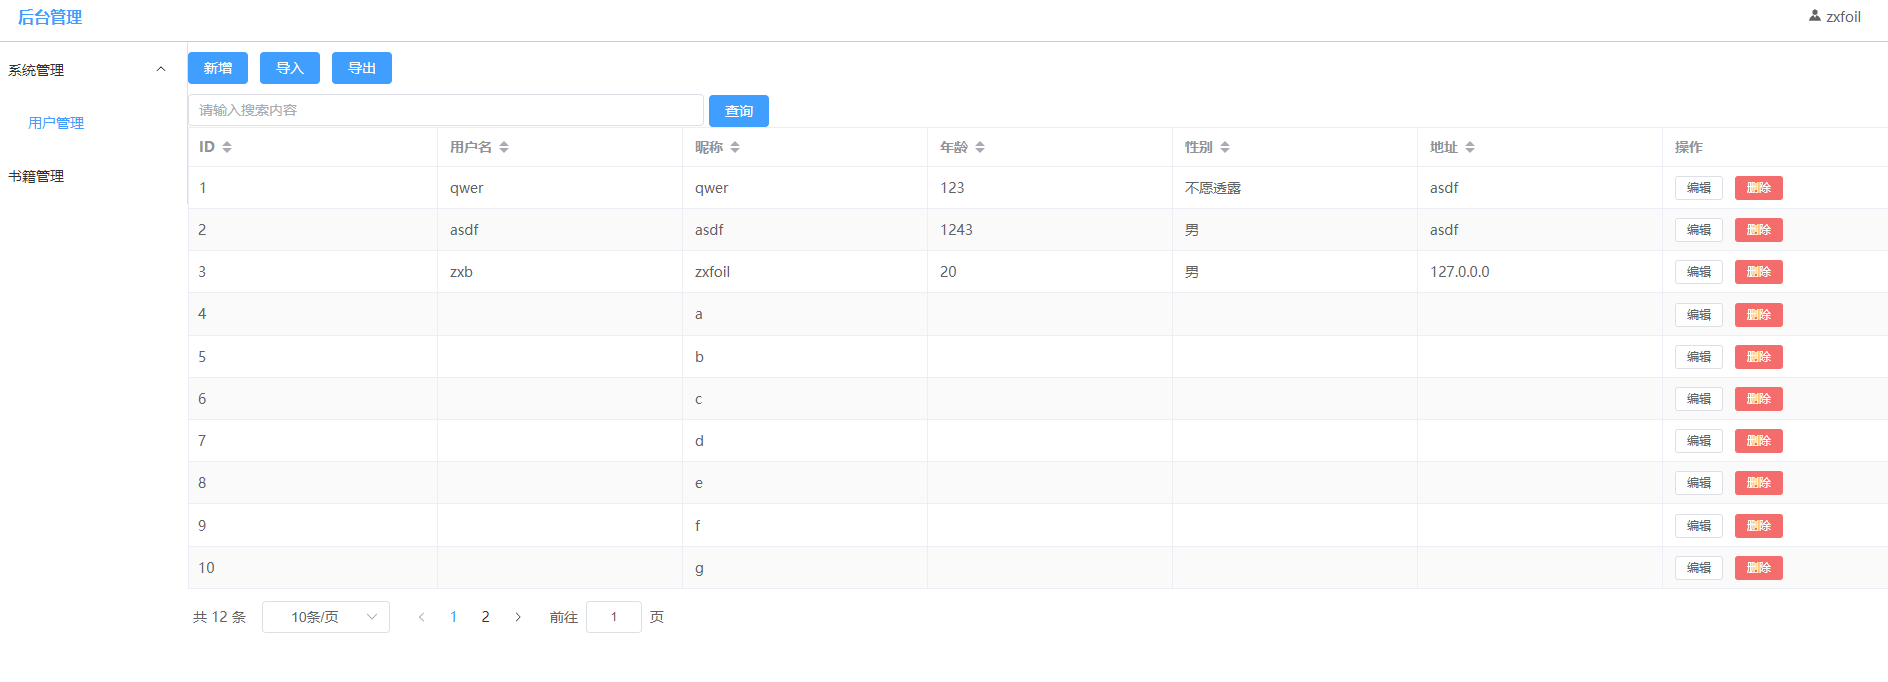 后台管理
zxfoil
系统管理
用户管理
书籍管理
新增 导入 导出
请输入搜索内容 查询
ID 用户名 昵称 年龄 性别 地址 操作
1 qwer qwer 123 不愿透露 asdf 编辑 删除
2 asdf asdf 1243 男 asdf 编辑 删除
3 zxb zxfoil 20 男 127.0.0.0 编辑 删除
4 a 编辑 删除
5 b 编辑 删除
6 c 编辑 删除
7 d 编辑 删除
8 e 编辑 删除
9 f 编辑 删除
10 g 编辑 删除
共 12 条 10条/页 1 2 前往 1 页